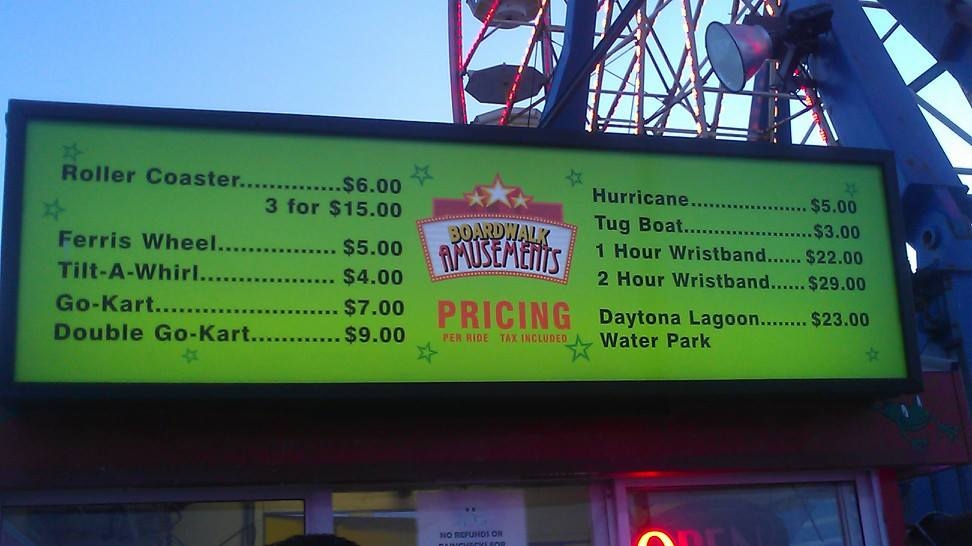 Roller Coaster..............$6.00
3 for $15.00
Ferris Wheel................$5.00
Tilt-A-Whirl.................. $4.00
Go-Kart.........................$7.00
Double Go-Kart............$9.00
BOARDWALK
AMUSEMENTS
PRICING
PER RIDE TAX INCLUDED
Hurricane................. $5.00
Tug Boat....................$3.00
1 Hour Wristband...... $22.00
2 Hour Wristband......$29.00
Daytona Lagoon........ $23.00
Water Park
NO REFUNDS OR
RAINCHECKS FOR